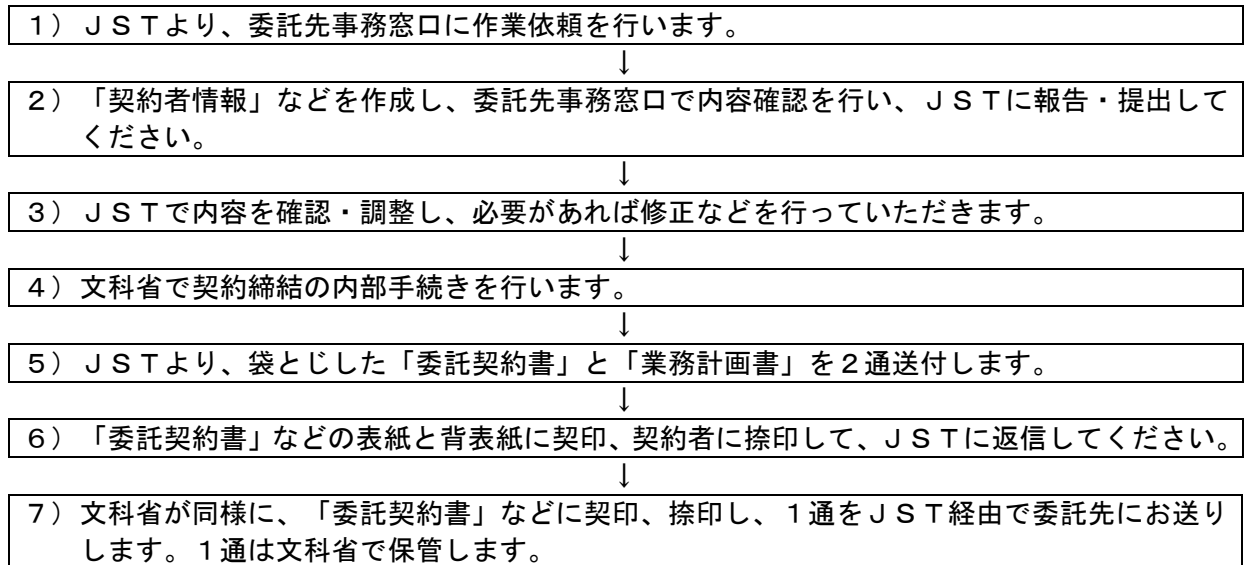 １）ＪＳＴより、委託先事務窓口に作業依頼を行います。
↓
２）「契約者情報」などを作成し、委託先事務窓口で内容確認を行い、ＪＳＴに報告・提出して
ください。
↓
３）ＪＳＴで内容を確認・調整し、必要があれば修正などを行っていただきます。
↓
４）文科省で契約締結の内部手続きを行います。
↓
５）ＪＳＴより、袋とじした「委託契約書」と「業務計画書」を２通送付します。
↓
６）「委託契約書」などの表紙と背表紙に契印、契約者に捺印して、ＪＳＴに返信してください。
↓
７）文科省が同様に、「委託契約書」などに契印、捺印し、１通をＪＳＴ経由で委託先にお送り
します。１通は文科省で保管します。